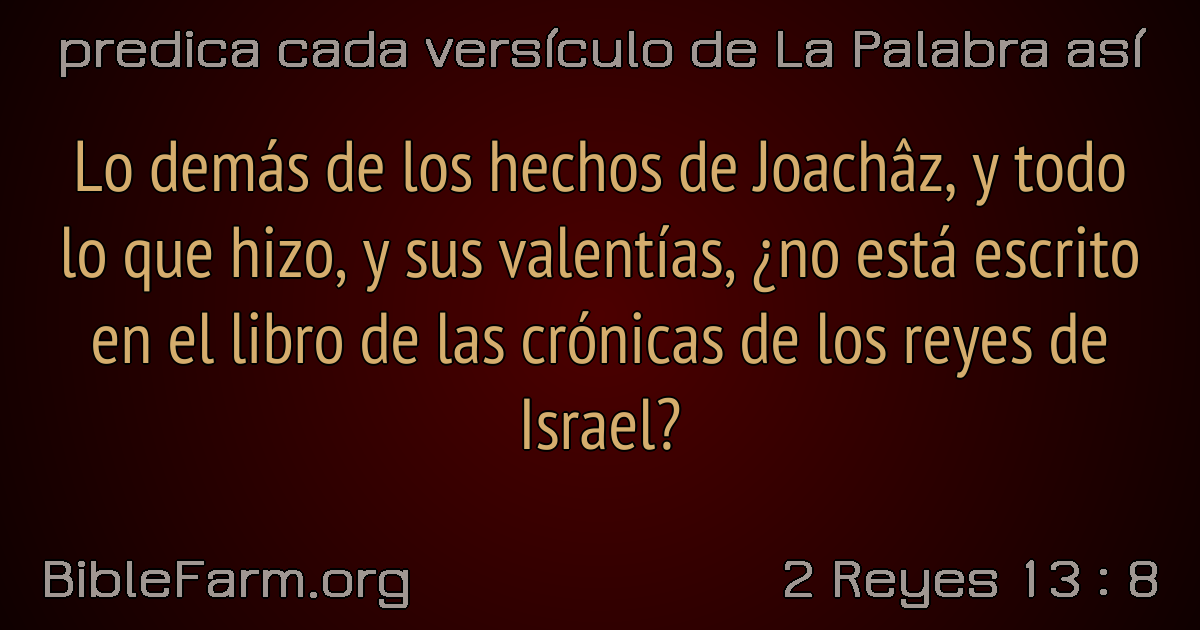 predica cada versículo de La Palabra así
Lo demás de los hechos de Joachâz, y todo
lo que hizo, y sus valentías, ¿no está escrito
en el libro de las crónicas de los reyes de
Israel?
BibleFarm.org
2 Reyes 13 : 8